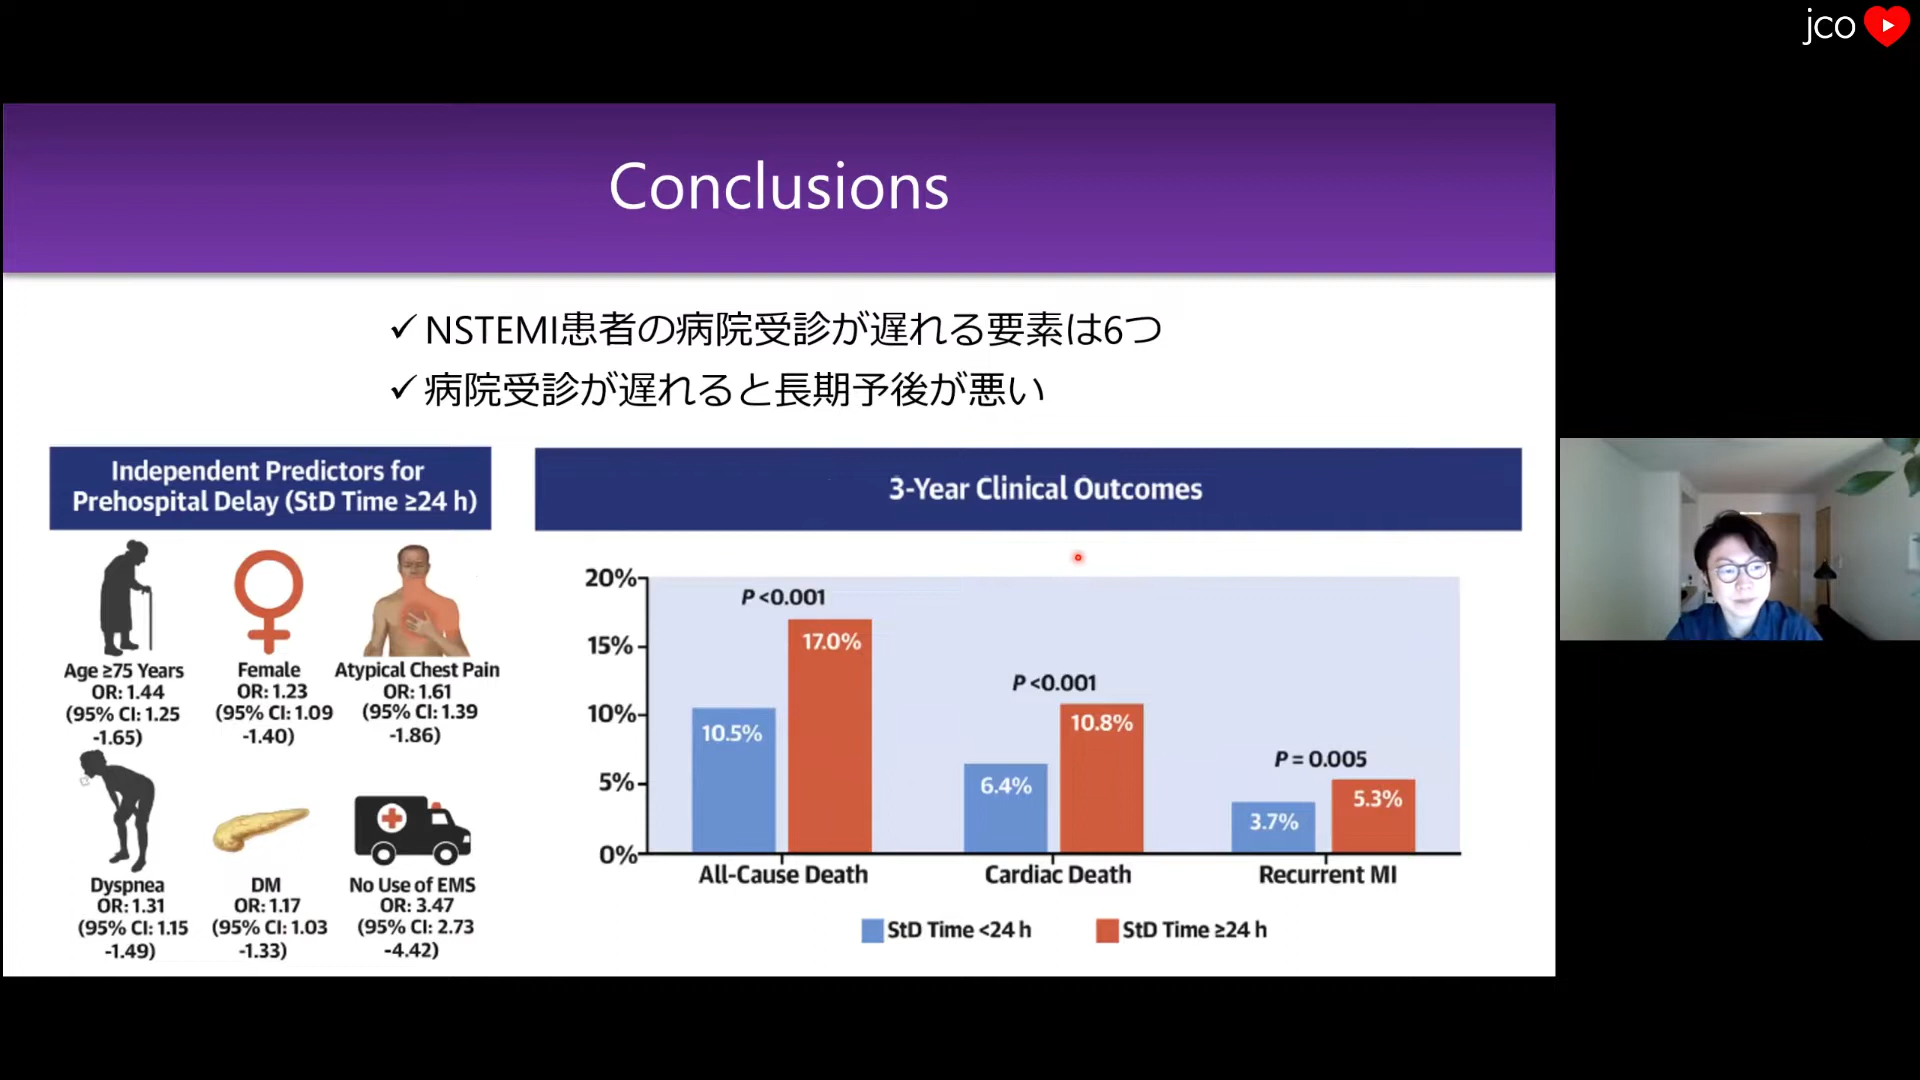 jco
Conclusions
✓NSTEMI患者の病院受診が遅れる要素は6つ
✓病院受診が遅れると長期予後が悪い
Independent Predictors for
Prehospital Delay (StD Time ≥24 h)
Age ≥75 Years
OR: 1.44
(95% CI: 1.25
-1.65)
Female
OR: 1.23
(95% CI: 1.09
-1.40)
Atypical Chest Pain
OR: 1.61
(95% CI: 1.39
-1.86)
Dyspnea
OR: 1.31
(95% CI: 1.15
-1.49)
DM
OR: 1.17
(95% CI: 1.03
-1.33)
No Use of EMS
OR: 3.47
(95% CI: 2.73
-4.42)
3-Year Clinical Outcomes
20%
15%
10%
5%
0%
P <0.001
10.5%
17.0%
All-Cause Death
P <0.001
6.4%
10.8%
Cardiac Death
P = 0.005
3.7%
5.3%
Recurrent MI
StD Time <24 h
StD Time ≥24 h